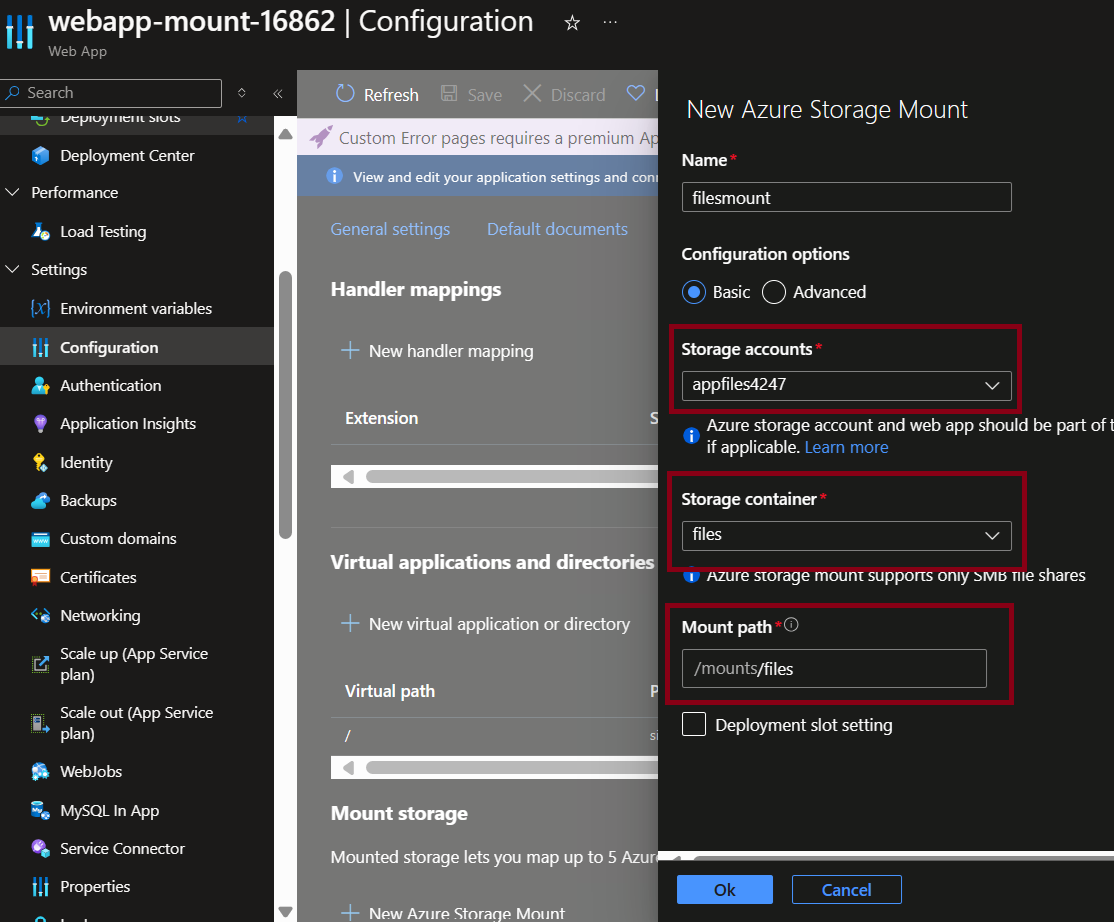 webapp-mount-16862 | Configuration
Web App
Search
Deployment slots
Deployment Center
Performance
Load Testing
Settings
Environment variables
Configuration
Authentication
Application Insights
Identity
Backups
Custom domains
Certificates
Networking
Scale up (App Service
plan)
Scale out (App Service
plan)
WebJobs
MySQL In App
Service Connector
Properties
Refresh
Save
Discard
Custom Error pages requires a premium Ap
View and edit your application settings and conn
General settings
Default documents
Handler mappings
New handler mapping
Extension
S
Virtual applications and directories
New virtual application or directory
Virtual path
P
/
si
Mount storage
Mounted storage lets you map up to 5 Azure
New Azure Storage Mount
New Azure Storage Mount
Name*
filesmount
Configuration options
Basic
Advanced
Storage accounts*
appfiles4247
Azure storage account and web app should be part of t
if applicable. Learn more
Storage container*
files
Azure storage mount supports only SMB file shares
Mount path*
/mounts/files
Deployment slot setting
Ok
Cancel